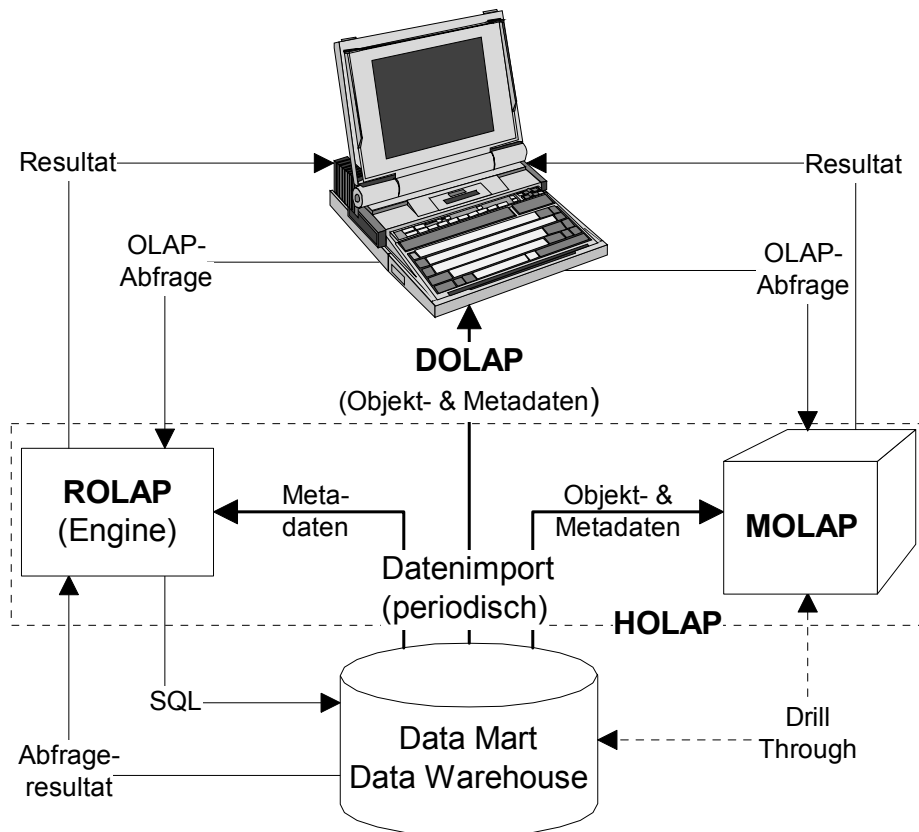 Resultat
Resultat
OLAP-
Abfrage
OLAP-
Abfrage
DOLAP
(Objekt- & Metadaten)
ROLAP
(Engine)
Meta-
daten
Objekt- &
Metadaten
MOLAP
Datenimport
(periodisch)
HOLAP
SQL
Abfrage-
resultat
Data Mart
Data Warehouse
Drill
Through